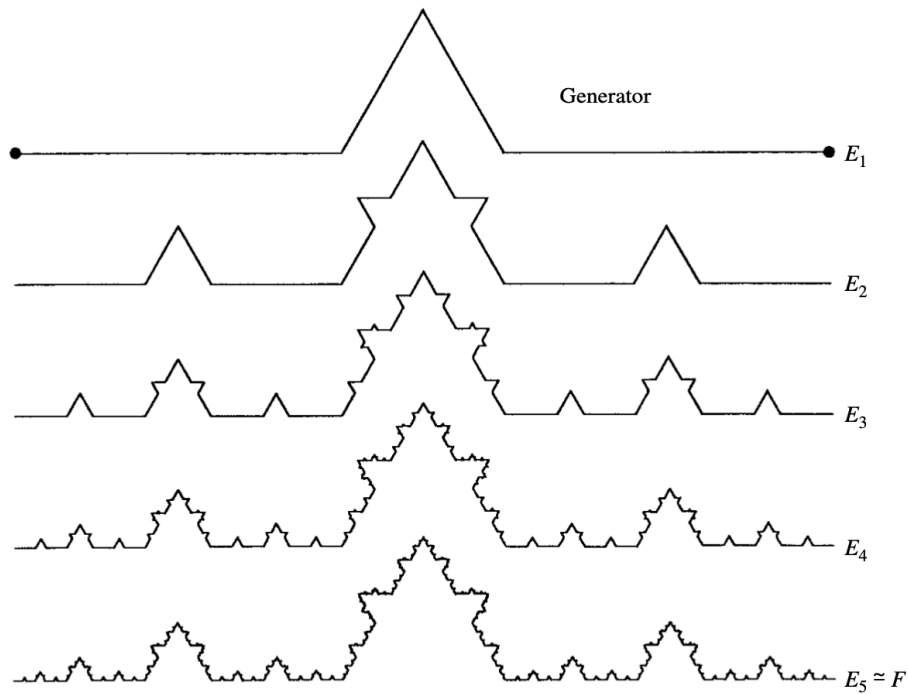 Generator
E₁
E₂
E₃
E₄
E₅ ≃ F